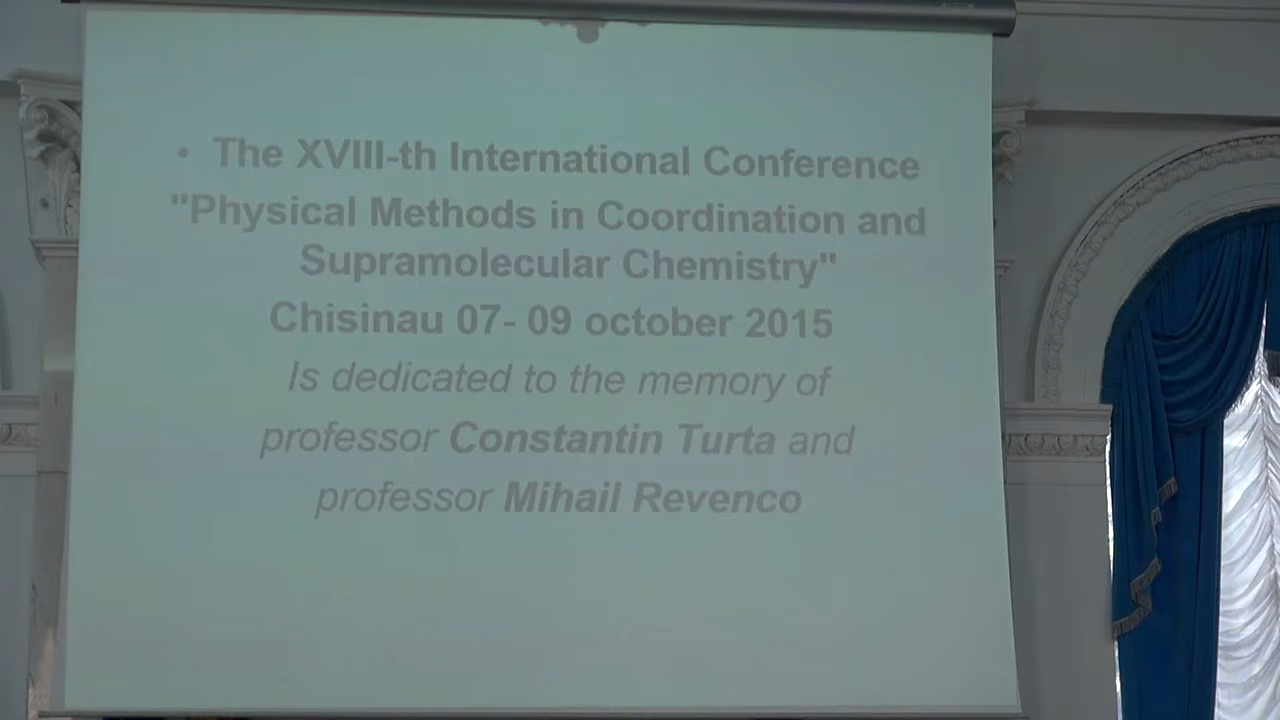 • The XVIII-th International Conference
"Physical Methods in Coordination and
Supramolecular Chemistry"
Chisinau 07- 09 october 2015
Is dedicated to the memory of
professor Constantin Turta and
professor Mihail Revenco